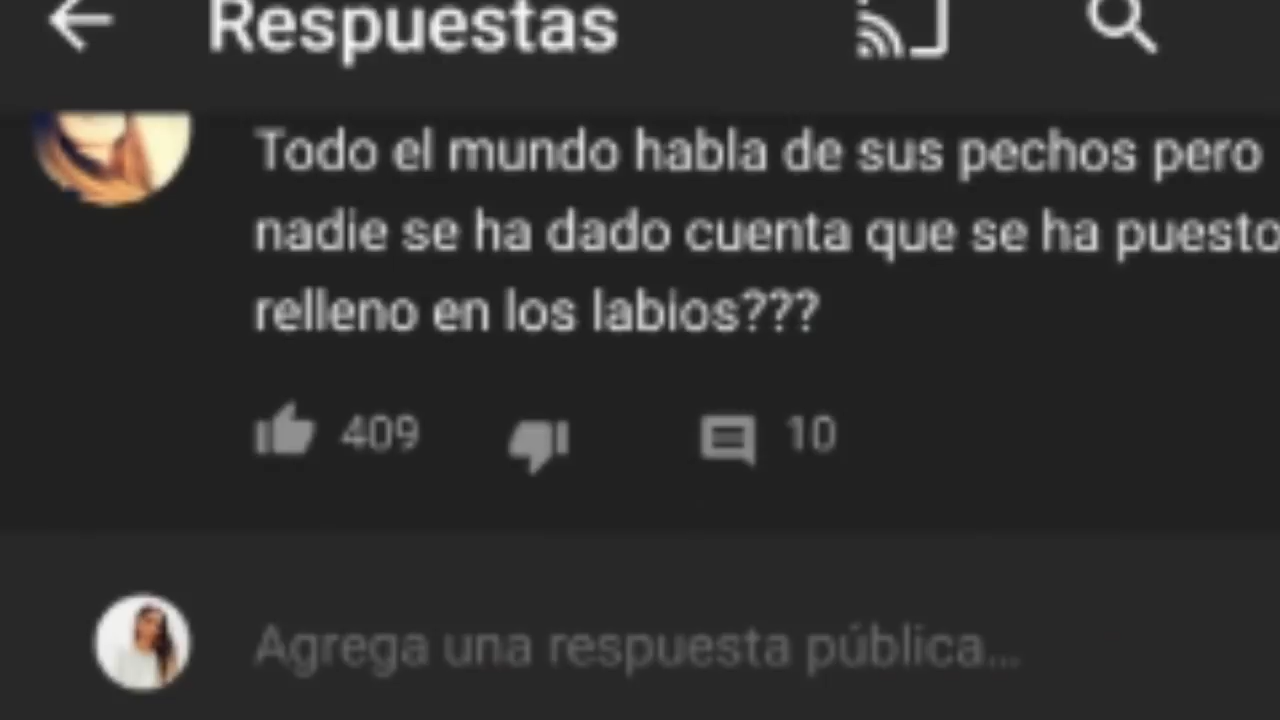 Respuestas
Todo el mundo habla de sus pechos pero
nadie se ha dado cuenta que se ha puesto
relleno en los labios???
409 10
Agrega una respuesta pública...